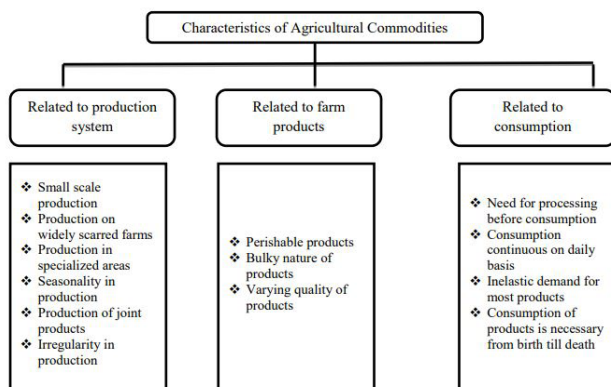 Characteristics of Agricultural Commodities
Related to production
system
Related to farm
products
Related to
consumption
❖ Small scale
production
❖ Production on
widely scarred farms
❖ Production in
specialized areas
❖ Seasonality in
production
❖ Production of joint
products
❖ Irregularity in
production
❖ Perishable products
❖ Bulky nature of
products
❖ Varying quality of
products
❖ Need for processing
before consumption
❖ Consumption
continuous on daily
basis
❖ Inelastic demand for
most products
❖ Consumption of
products is necessary
from birth till death